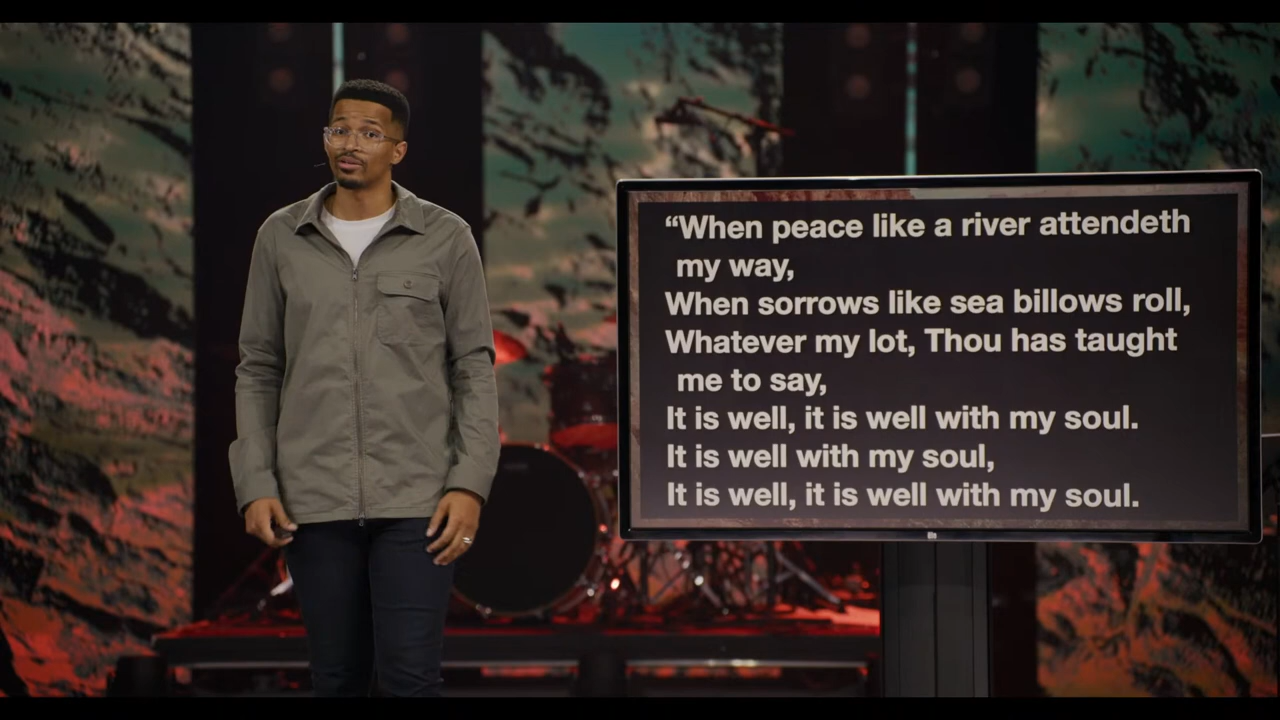 “When peace like a river attendeth
my way,
When sorrows like sea billows roll,
Whatever my lot, Thou has taught
me to say,
It is well, it is well with my soul.
It is well with my soul,
It is well, it is well with my soul.